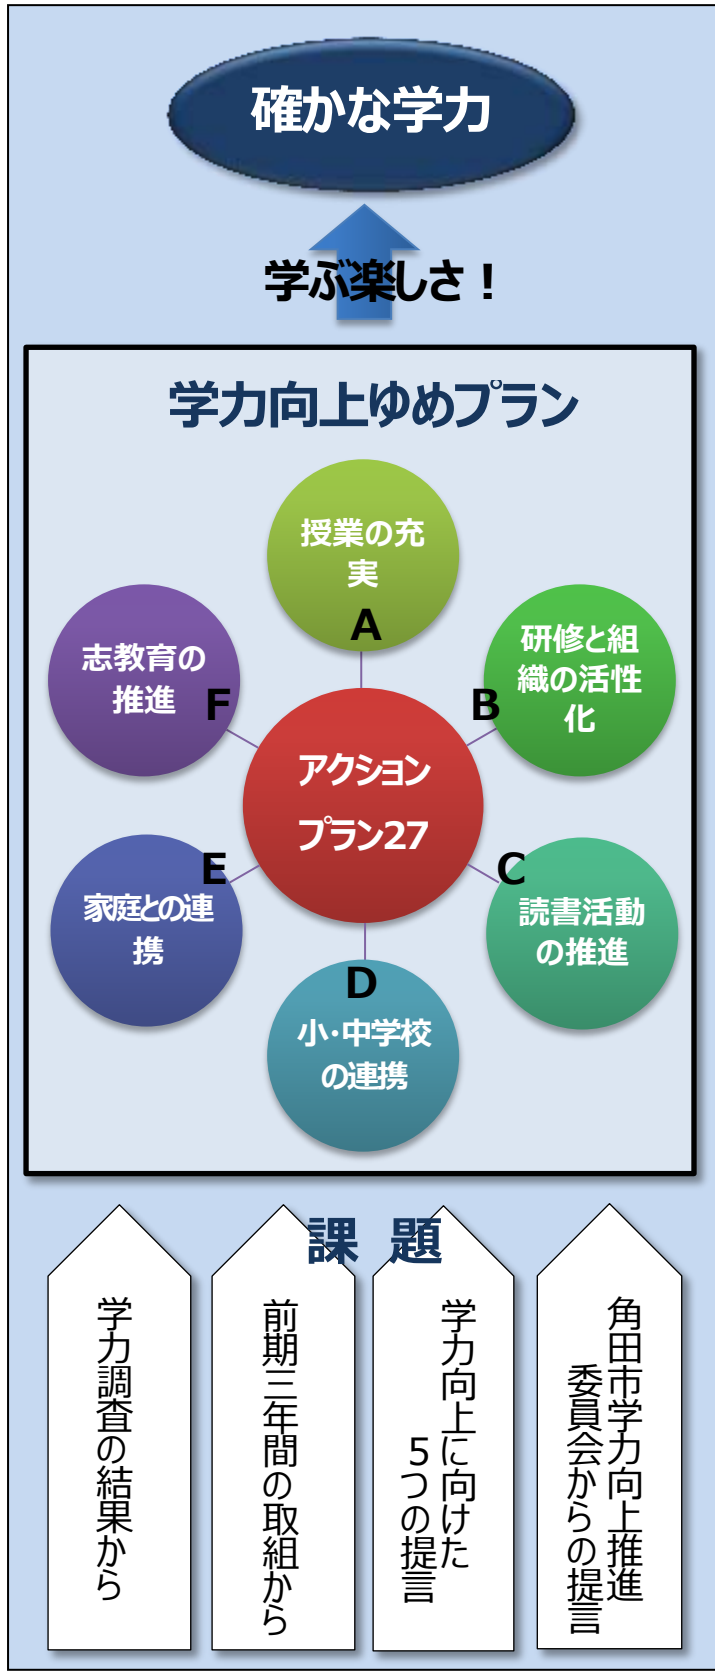 確かな学力
学ぶ楽しさ！
学力向上ゆめプラン
授業の充
実
A
研修と組
織の活性
化
B
読書活動
の推進
C
D
小・中学校
の連携
E
家庭との連
携
志教育の
推進
F
アクション
プラン27
課 題
学力調査の結果から
前期三年間の取組から
学力向上に向けた
５つの提言
角田市学力向上推進
委員会からの提言